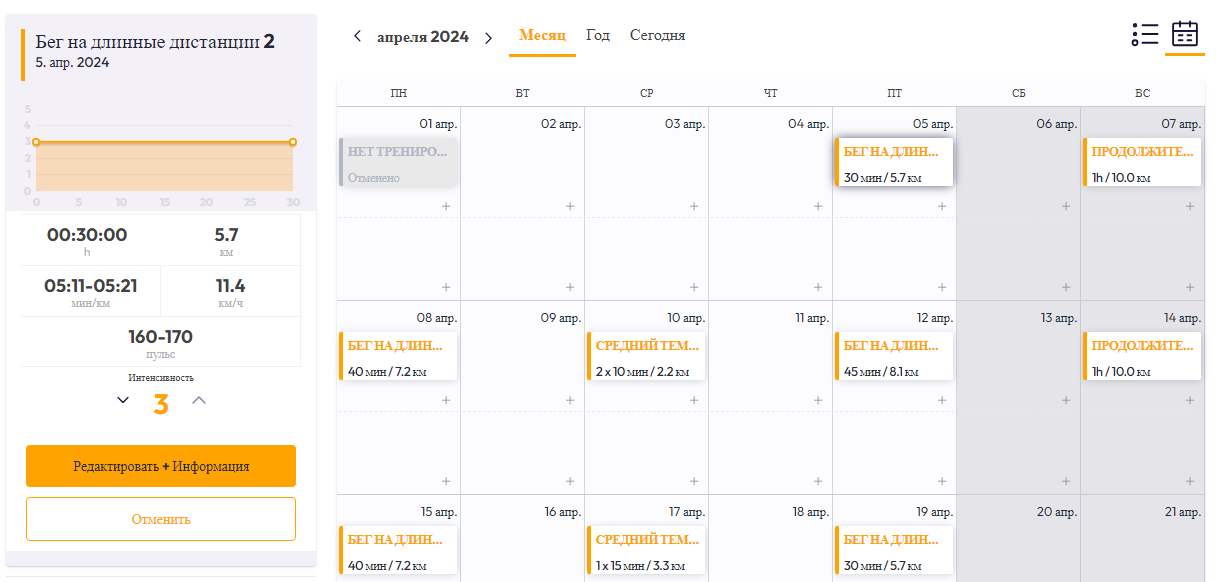 Бег на длинные дистанции 2
5. апр. 2024
5
4
3
2
1
0
0 5 10 15 20 25 30
00:30:00 5.7
h км
05:11-05:21 11.4
мин/км км/ч
160-170
пульс
Интенсивность
3
Редактировать + Информация
Отменить
апреля 2024 Месяц Год Сегодня
ПН ВТ СР ЧТ ПТ СБ ВС
01 апр. 02 апр. 03 апр. 04 апр. 05 апр. 06 апр. 07 апр.
НЕТ ТРЕНИРО... БЕГ НА ДЛИН... ПРОДОЛЖИТЕ...
Отменено 30 мин / 5.7 км 1h / 10.0 км
+ + + + + + +
+ + + + + + +
08 апр. 09 апр. 10 апр. 11 апр. 12 апр. 13 апр. 14 апр.
БЕГ НА ДЛИН... СРЕДНИЙ ТЕМ... БЕГ НА ДЛИН... ПРОДОЛЖИТЕ...
40 мин / 7.2 км 2 x 10 мин / 2.2 км 45 мин / 8.1 км 1h / 10.0 км
+ + + + + + +
+ + + + + + +
15 апр. 16 апр. 17 апр. 18 апр. 19 апр. 20 апр. 21 апр.
БЕГ НА ДЛИН... СРЕДНИЙ ТЕМ... БЕГ НА ДЛИН...
40 мин / 7.2 км 1 x 15 мин / 3.3 км 30 мин / 5.7 км